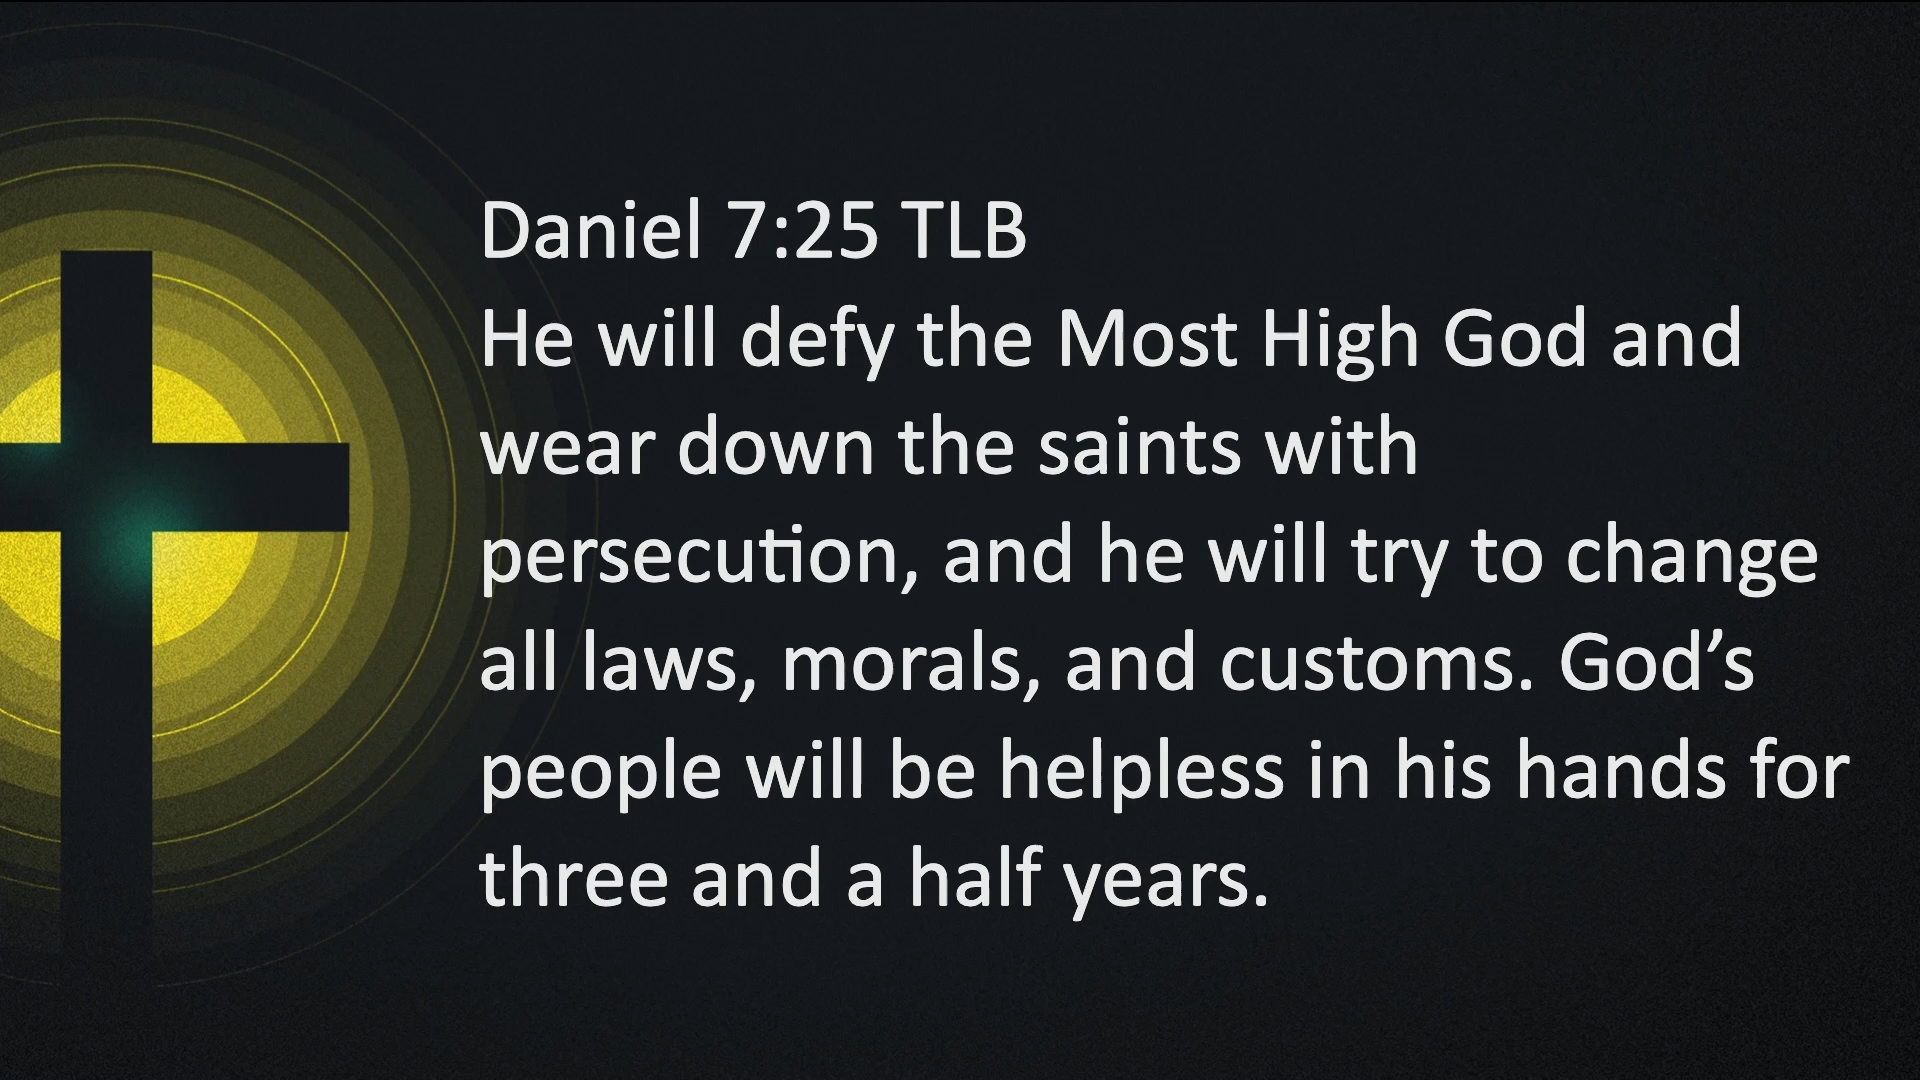 Daniel 7:25 TLB
He will defy the Most High God and
wear down the saints with
persecution, and he will try to change
all laws, morals, and customs. God’s
people will be helpless in his hands for
three and a half years.